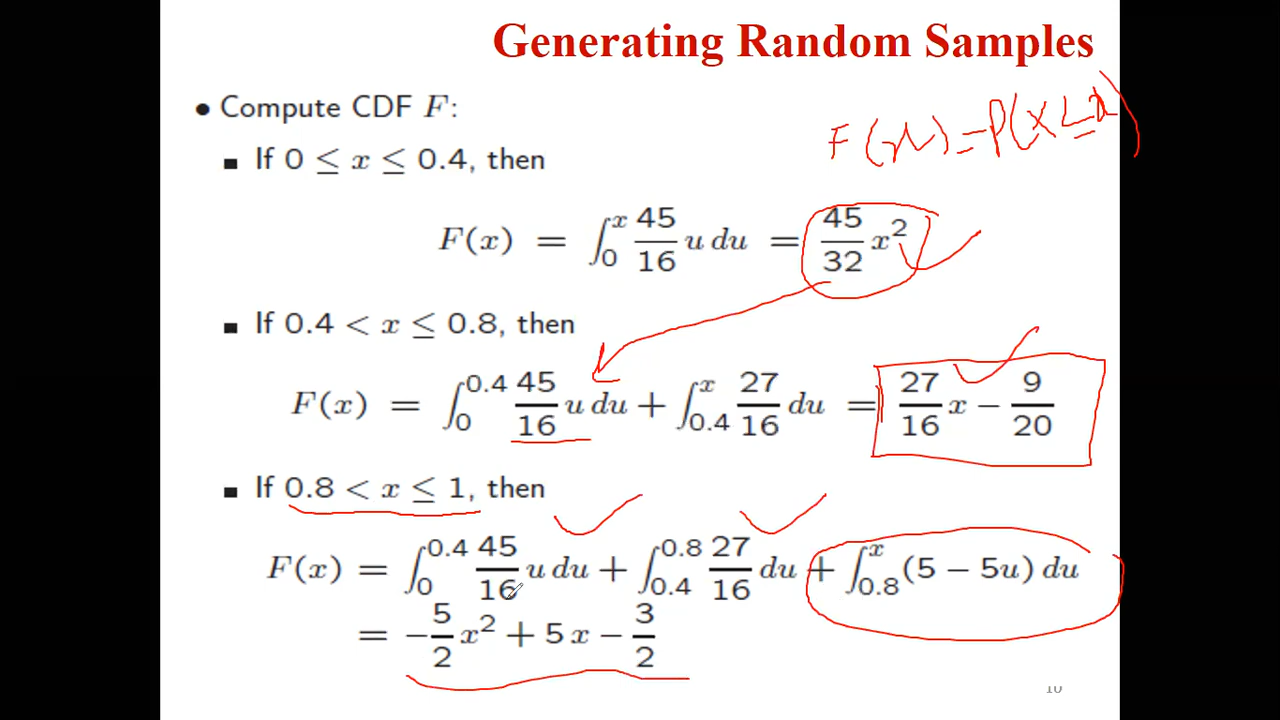 Generating Random Samples
• Compute CDF F:
F(x) = P(X ≤ x)
▪ If 0 ≤ x ≤ 0.4, then
F(x) = ∫₀ˣ 45/16 u du = 45/32 x²
▪ If 0.4 < x ≤ 0.8, then
F(x) = ∫₀^0.4 45/16 u du + ∫_0.4^x 27/16 du = 27/16 x − 9/20
▪ If 0.8 < x ≤ 1, then
F(x) = ∫₀^0.4 45/16 u du + ∫_0.4^0.8 27/16 du + ∫_0.8^x (5 − 5u) du
= −5/2 x² + 5x − 3/2